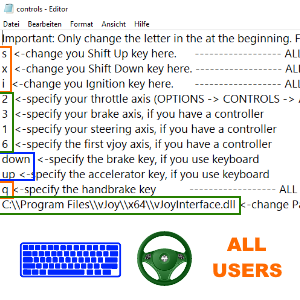 controls - Editor
Datei Bearbeiten Format Ansicht Hilfe
Important: Only change the letter in the at the beginning. F
s <-change you Shift Up key here. ------------------ ALL
x <-change you Shift Down key here. ------------------ ALL
i <-change you Ignition key here. ------------------ ALL
2 <-specify your throttle axis (OPTIONS -> CONTROLS -> A
3 <-specify your brake axis, if you have a controller
1 <-specify your steering axis, if you have a controller
6 <-specify the first vjoy axis, if you have a controller
down <-specify the brake key, if you use keyboard
up <-specify the accelerator key, if you use keyboard
q <-specify the handbrake key ------------------ ALL
C:\\Program Files\\vJoy\\x64\\vJoyInterface.dll <-change Pa
ALL
USERS